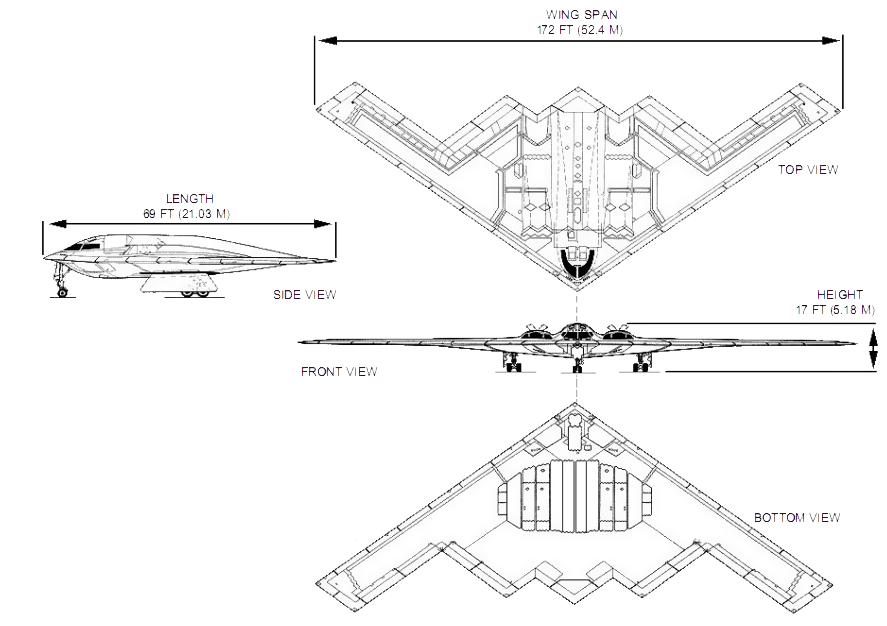 WING SPAN
172 FT (52.4 M)
TOP VIEW
LENGTH
69 FT (21.03 M)
SIDE VIEW
HEIGHT
17 FT (5.18 M)
FRONT VIEW
BOTTOM VIEW